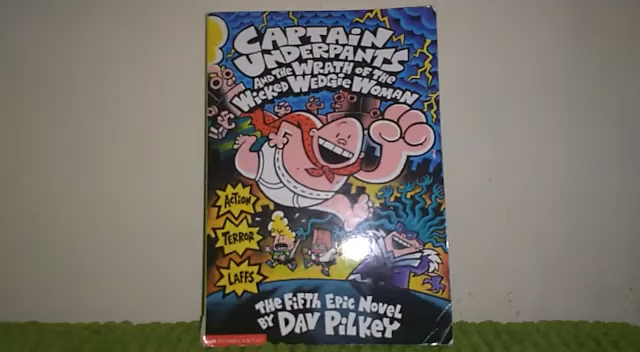 CAPTAIN
UNDERPANTS
AND THE WRATH OF THE
WICKED WEDGIE WOMAN
ACTION
TERROR
LAFFS
THE FIFTH EPIC NOVEL
BY DAV PILKEY
SCHOLASTIC